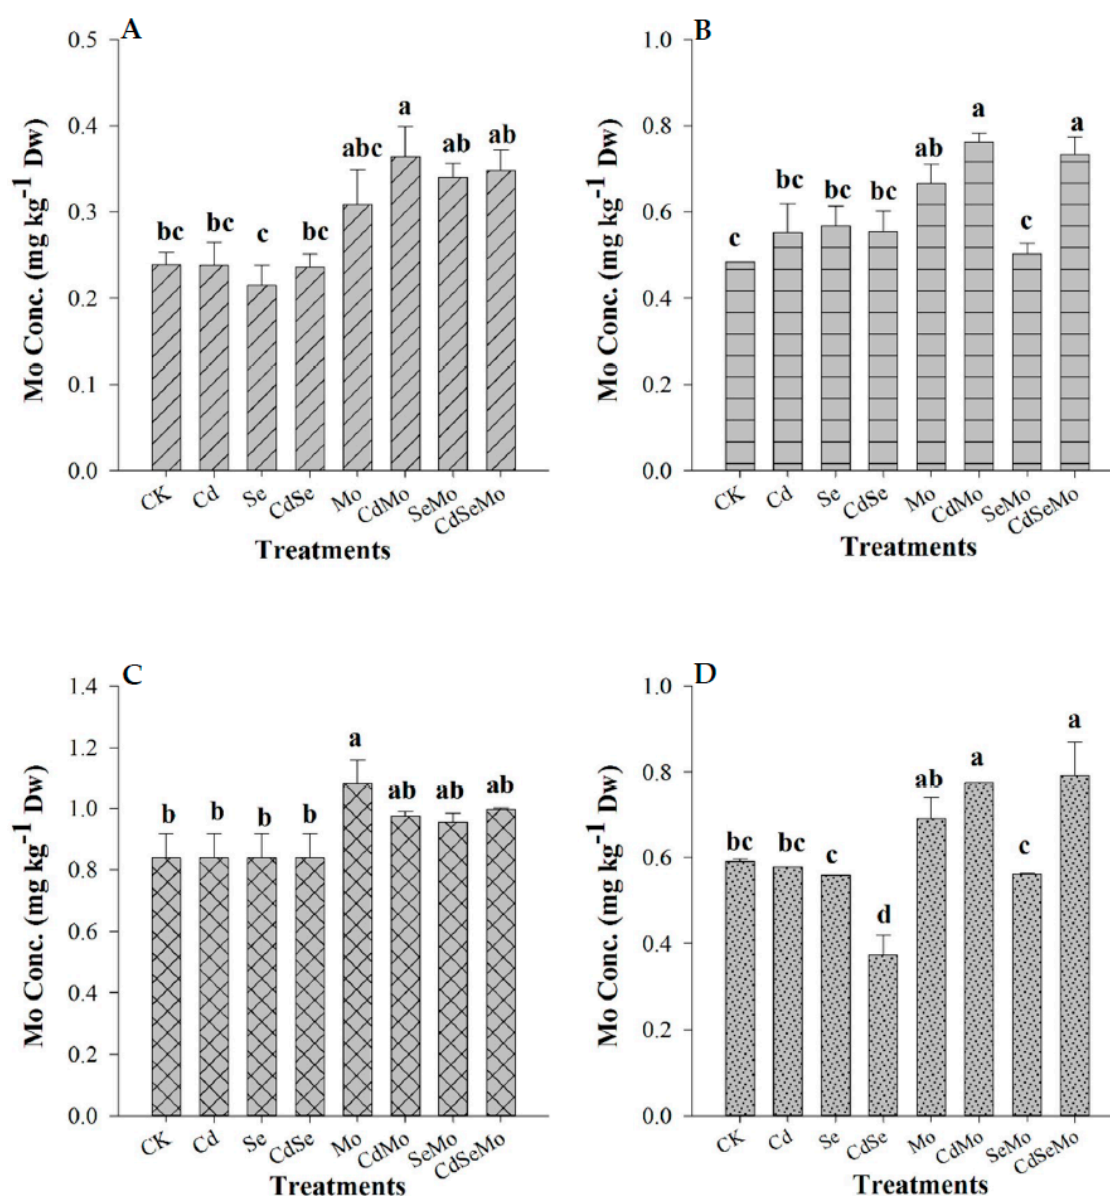 A
Mo Conc. (mg kg⁻¹ Dw)
0.5
0.4
0.3
0.2
0.1
0.0
bc bc c bc abc a ab ab
CK Cd Se CdSe Mo CdMo SeMo CdSeMo
Treatments
B
Mo Conc. (mg kg⁻¹ Dw)
1.0
0.8
0.6
0.4
0.2
0.0
c bc bc bc ab a c a
CK Cd Se CdSe Mo CdMo SeMo CdSeMo
Treatments
C
Mo Conc. (mg kg⁻¹ Dw)
1.4
1.2
1.0
0.8
0.6
0.4
0.2
0.0
b b b b a ab ab ab
CK Cd Se CdSe Mo CdMo SeMo CdSeMo
Treatments
D
Mo Conc. (mg kg⁻¹ Dw)
1.0
0.8
0.6
0.4
0.2
0.0
bc bc c d ab a c a
CK Cd Se CdSe Mo CdMo SeMo CdSeMo
Treatments